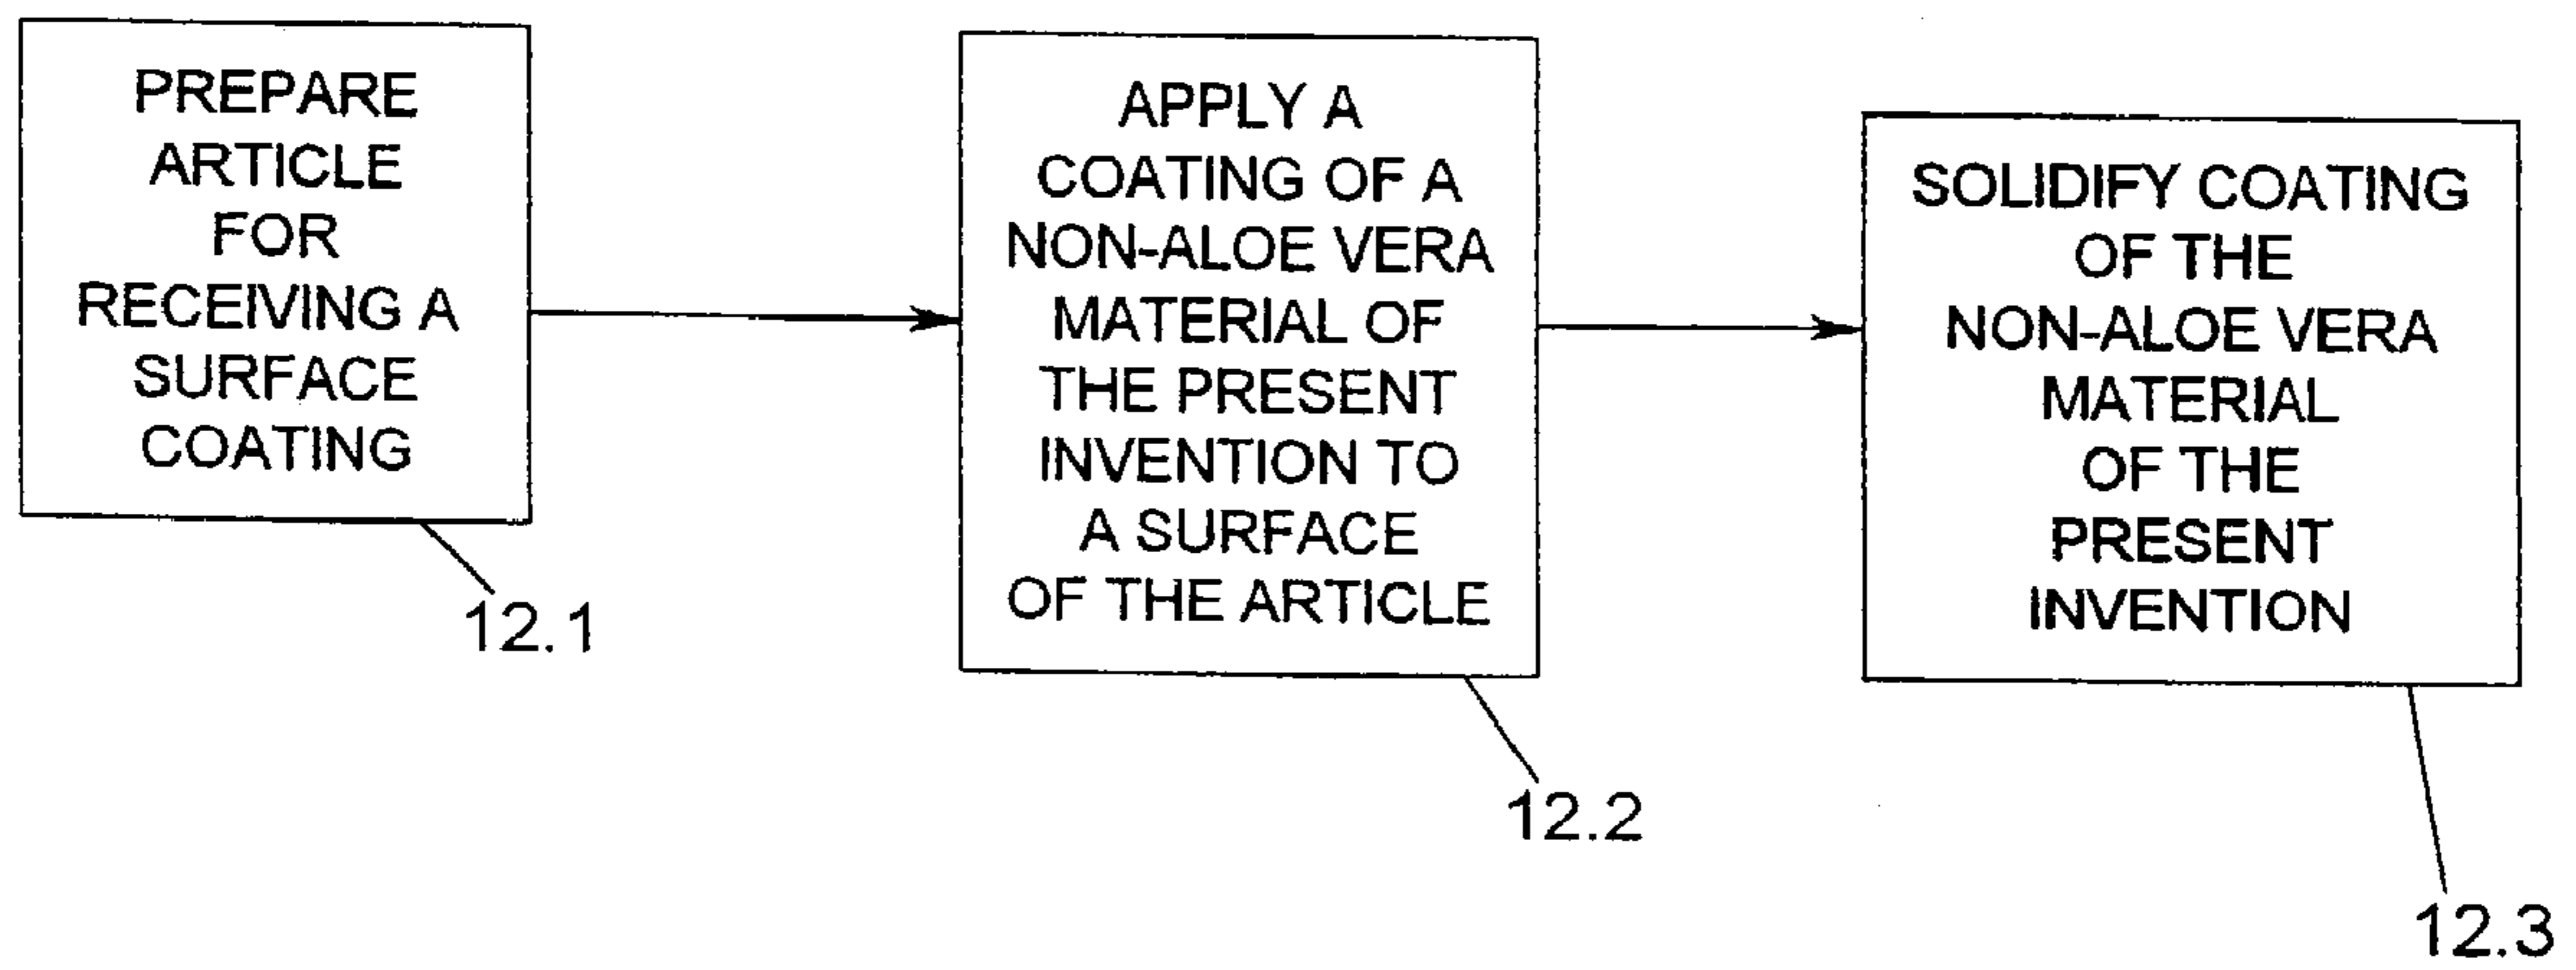 PREPARE
ARTICLE
FOR
RECEIVING A
SURFACE
COATING
12.1
APPLY A
COATING OF A
NON-ALOE VERA
MATERIAL OF
THE PRESENT
INVENTION TO
A SURFACE
OF THE ARTICLE
12.2
SOLIDIFY COATING
OF THE
NON-ALOE VERA
MATERIAL
OF THE
PRESENT
INVENTION
12.3